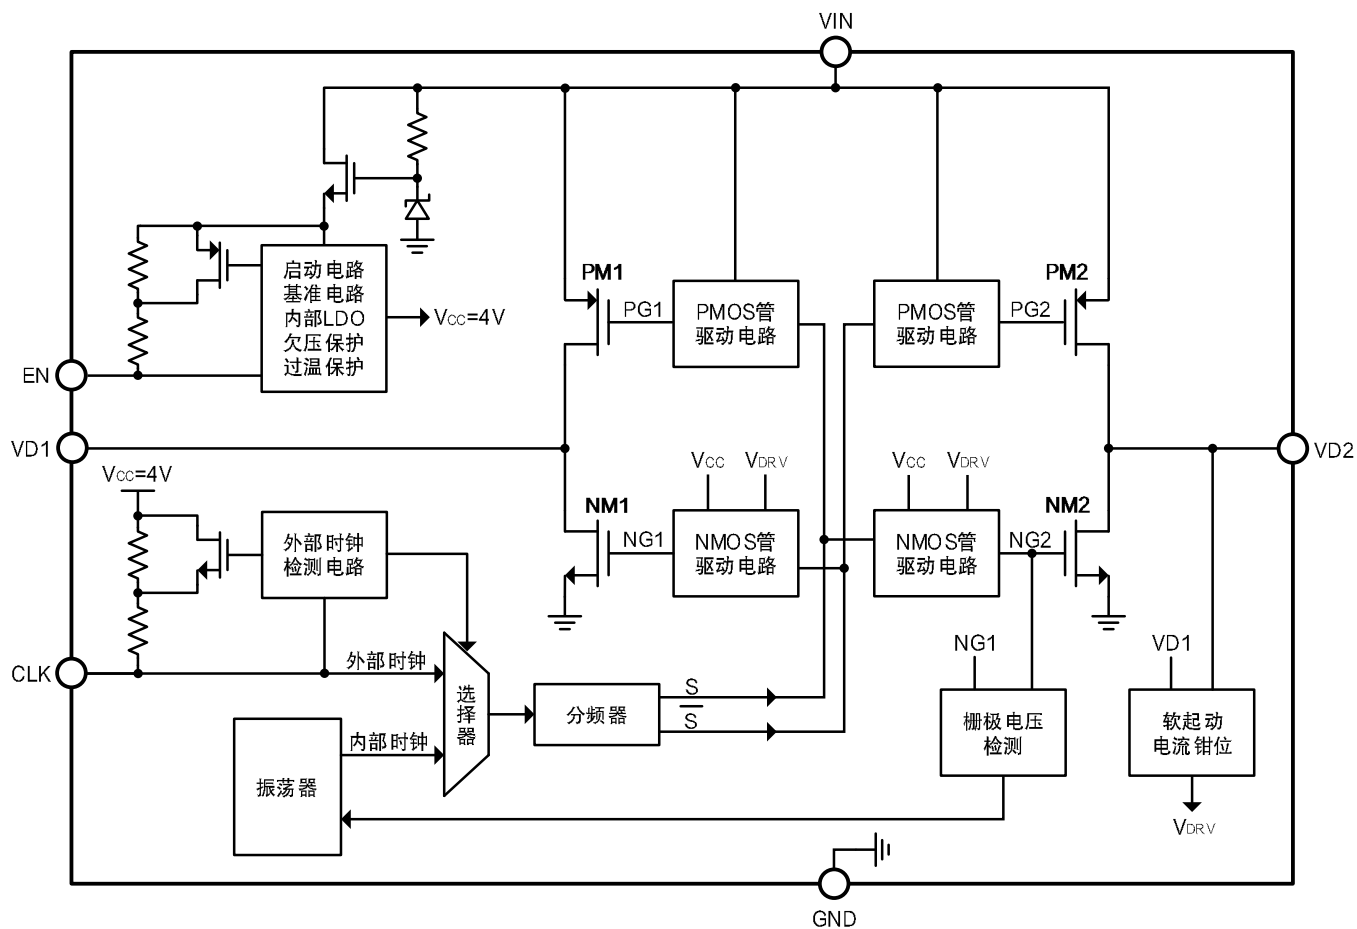 VIN
PM1
PM2
启动电路
基准电路
内部LDO
欠压保护
过温保护
VCC=4V
PG1
PMOS管
驱动电路
PMOS管
驱动电路
PG2
EN
VD1
VD2
VCC=4V
VCC
VDRV
VCC
VDRV
NM1
NM2
外部时钟
检测电路
NG1
NMOS管
驱动电路
NMOS管
驱动电路
NG2
NG1
VD1
CLK
外部时钟
选择器
S
分频器
S
内部时钟
栅极电压
检测
软起动
电流钳位
振荡器
VDRV
GND